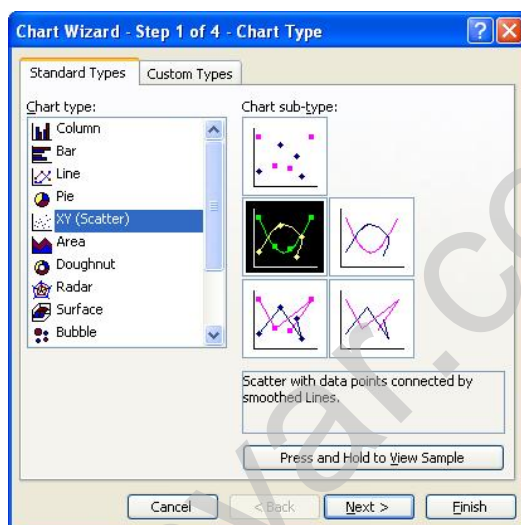 Chart Wizard - Step 1 of 4 - Chart Type
Standard Types
Custom Types
Chart type:
Column
Bar
Line
Pie
XY (Scatter)
Area
Doughnut
Radar
Surface
Bubble
Chart sub-type:
Scatter with data points connected by
smoothed Lines.
Press and Hold to View Sample
Cancel
< Back
Next >
Finish